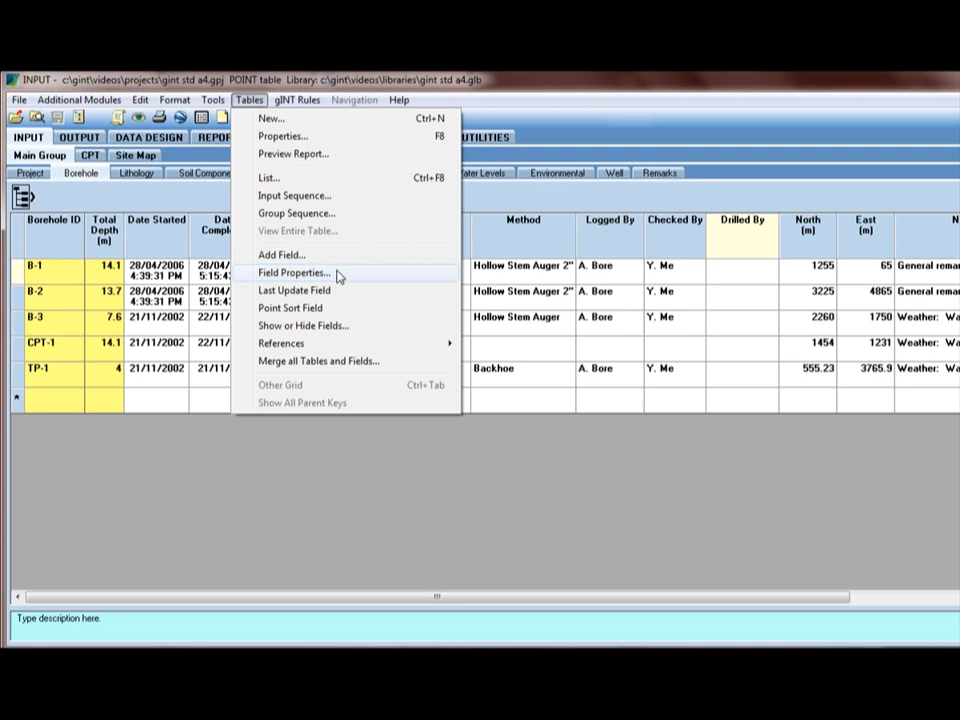 INPUT - c:\gint\videos\projects\gint std a4.gpj POINT table Library: c:\gint\videos\libraries\gint std a4.glb
File Additional Modules Edit Format Tools Tables gINT Rules Navigation Help
INPUT OUTPUT DATA DESIGN UTILITIES
Main Group CPT Site Map
Project Borehole Lithology Environmental Well Remarks
New... Ctrl+N
Properties... F8
Preview Report...
List... Ctrl+F8
Input Sequence...
Group Sequence...
View Entire Table...
Add Field...
Field Properties...
Last Update Field
Point Sort Field
Show or Hide Fields...
References
Merge all Tables and Fields...
Other Grid Ctrl+Tab
Show All Parent Keys
Borehole ID Total Depth (m) Date Started Method Logged By Checked By Drilled By North (m) East (m)
B-1 14.1 28/04/2006 4:39:31 PM 28/04/ 5:15:4 Hollow Stem Auger 2" A. Bore Y. Me 1255 65 General
B-2 13.7 28/04/2006 4:39:31 PM 28/04/ 5:15:4 Hollow Stem Auger 2" A. Bore Y. Me 3225 4865 General
B-3 7.6 21/11/2002 22/11/ Hollow Stem Auger A. Bore Y. Me 2260 1750 Weather:
CPT-1 14.1 21/11/2002 22/11/ 1454 1231 Weather:
TP-1 4 21/11/2002 21/11/ Backhoe A. Bore Y. Me 555.23 3765.9 Weather:
*
Type description here.